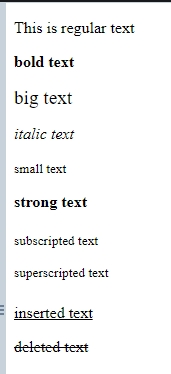 This is regular text
bold text
big text
italic text
small text
strong text
subscripted text
superscripted text
inserted text
deleted text